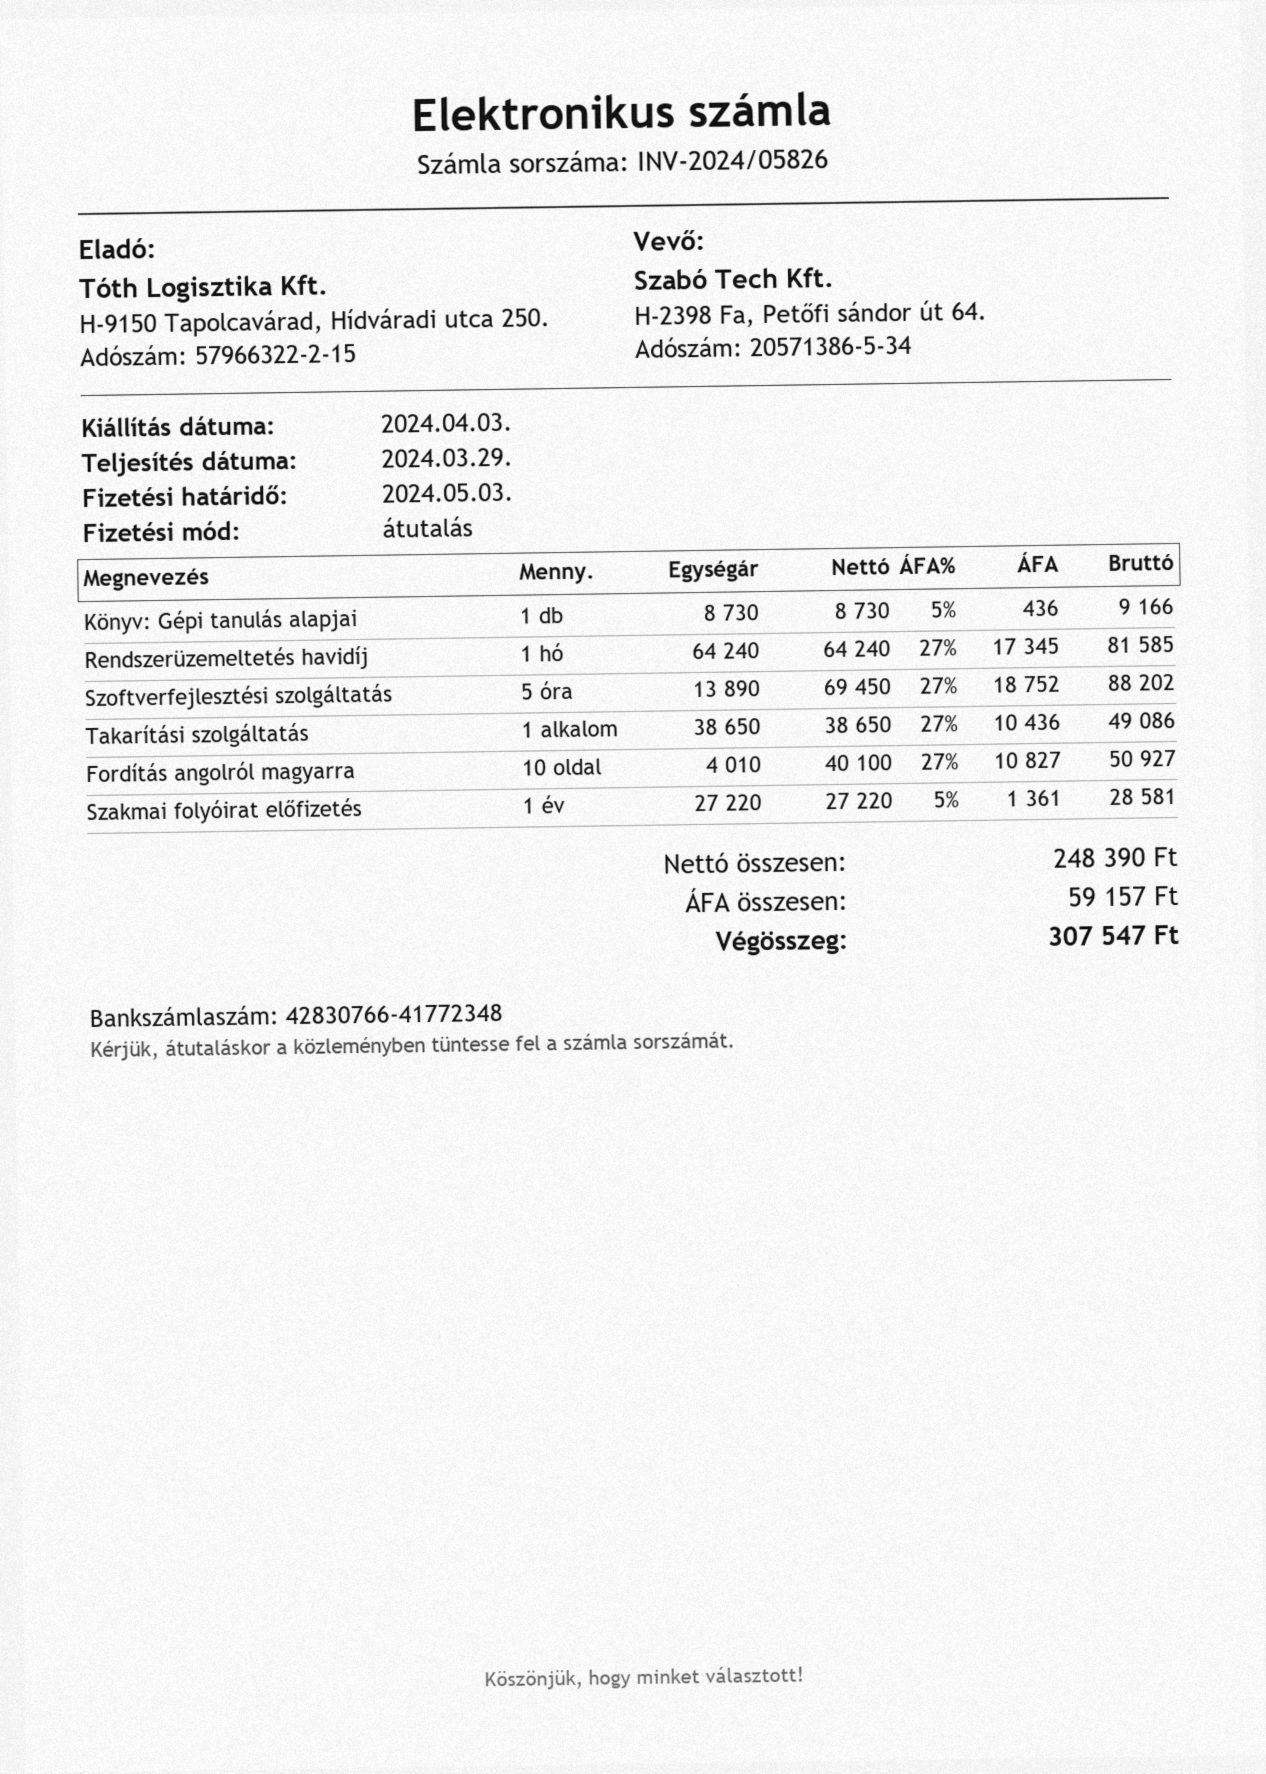 Elektronikus számla
Számla sorszáma: INV-2024/05826
Eladó:
Tóth Logisztika Kft.
H-9150 Tapolcavárad, Hídváradi utca 250.
Adószám: 57966322-2-15
Vevő:
Szabó Tech Kft.
H-2398 Fa, Petőfi sándor út 64.
Adószám: 20571386-5-34
Kiállítás dátuma: 2024.04.03.
Teljesítés dátuma: 2024.03.29.
Fizetési határidő: 2024.05.03.
Fizetési mód: átutalás
Megnevezés Menny. Egységár Nettó ÁFA% ÁFA Bruttó
Könyv: Gépi tanulás alapjai 1 db 8 730 8 730 5% 436 9 166
Rendszerüzemeltetés havidíj 1 hó 64 240 64 240 27% 17 345 81 585
Szoftverfejlesztési szolgáltatás 5 óra 13 890 69 450 27% 18 752 88 202
Takarítási szolgáltatás 1 alkalom 38 650 38 650 27% 10 436 49 086
Fordítás angolról magyarra 10 oldal 4 010 40 100 27% 10 827 50 927
Szakmai folyóirat előfizetés 1 év 27 220 27 220 5% 1 361 28 581
Nettó összesen: 248 390 Ft
ÁFA összesen: 59 157 Ft
Végösszeg: 307 547 Ft
Bankszámlaszám: 42830766-41772348
Kérjük, átutaláskor a közleményben tüntesse fel a számla sorszámát.
Köszönjük, hogy minket választott!